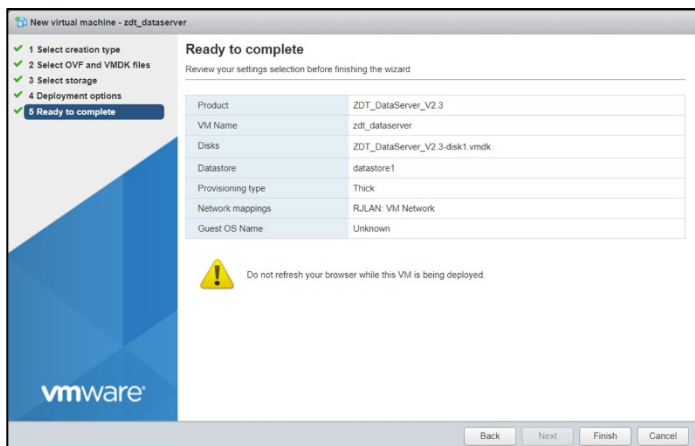 New virtual machine - zdt_dataserver
1 Select creation type
2 Select OVF and VMDK files
3 Select storage
4 Deployment options
5 Ready to complete
Ready to complete
Review your settings selection before finishing the wizard
Product ZDT_DataServer_V2.3
VM Name zdt_dataserver
Disks ZDT_DataServer_V2.3-disk1.vmdk
Datastore datastore1
Provisioning type Thick
Network mappings RJLAN: VM Network
Guest OS Name Unknown
Do not refresh your browser while this VM is being deployed.
vmware®
Back Next Finish Cancel